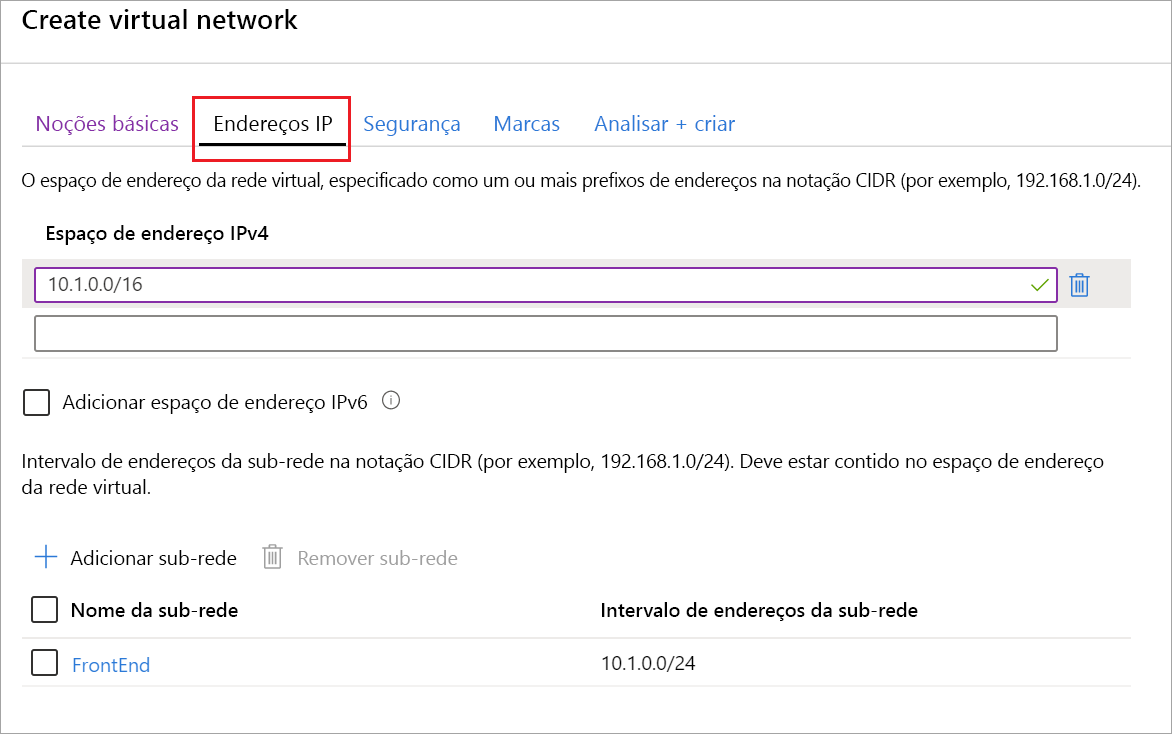 Create virtual network
Noções básicas
Endereços IP
Segurança
Marcas
Analisar + criar
O espaço de endereço da rede virtual, especificado como um ou mais prefixos de endereços na notação CIDR (por exemplo, 192.168.1.0/24).
Espaço de endereço IPv4
10.1.0.0/16
Adicionar espaço de endereço IPv6
Intervalo de endereços da sub-rede na notação CIDR (por exemplo, 192.168.1.0/24). Deve estar contido no espaço de endereço
da rede virtual.
Adicionar sub-rede
Remover sub-rede
Nome da sub-rede
Intervalo de endereços da sub-rede
FrontEnd
10.1.0.0/24